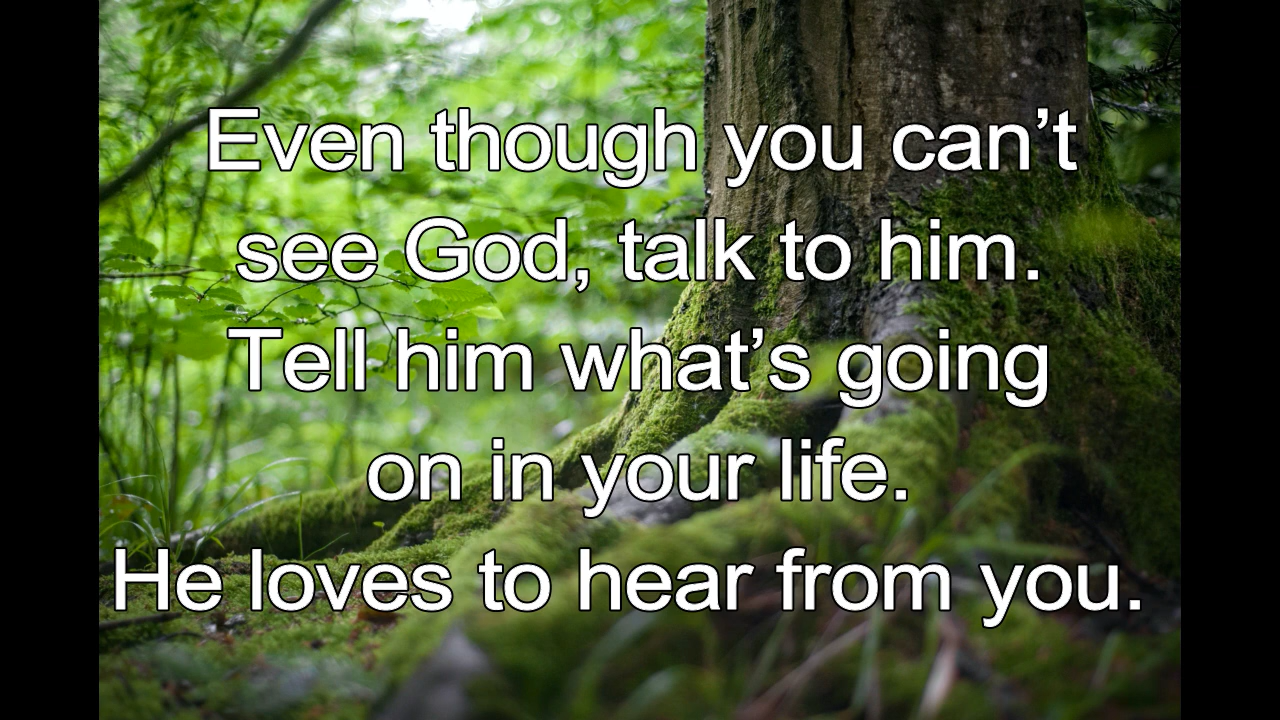 Even though you can’t
see God, talk to him.
Tell him what’s going
on in your life.
He loves to hear from you.